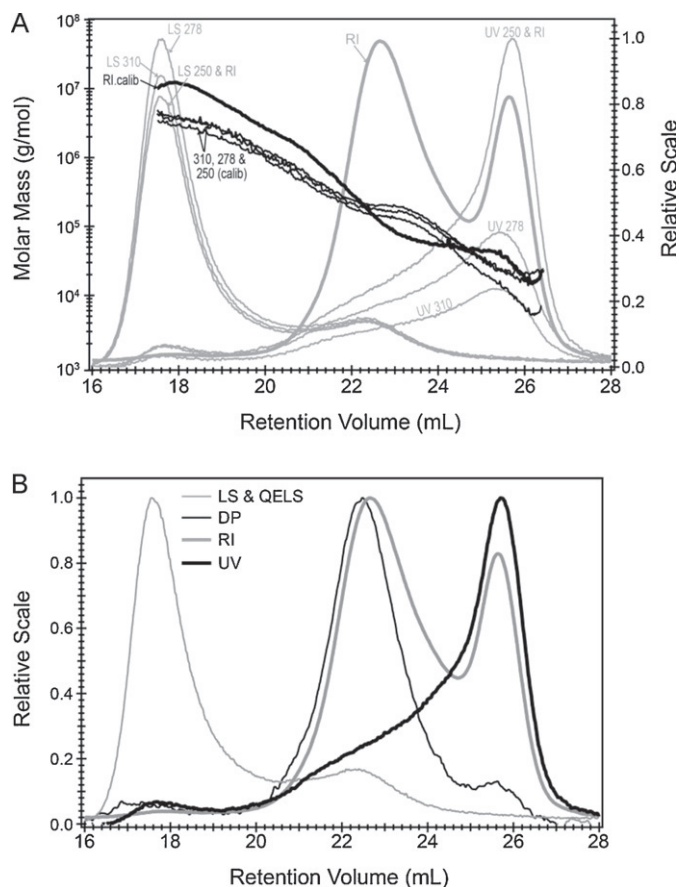 A
10⁸
10⁷
10⁶
10⁵
10⁴
10³
Molar Mass (g/mol)
LS 278
LS 310
LS 250 & RI
RI.calib
310, 278 &
250 (calib)
RI
UV 250 & RI
UV 278
UV 310
1.0
0.8
0.6
0.4
0.2
0.0
Relative Scale
16 18 20 22 24 26 28
Retention Volume (mL)
B
LS & QELS
DP
RI
UV
1.0
0.8
0.6
0.4
0.2
0.0
Relative Scale
16 18 20 22 24 26 28
Retention Volume (mL)